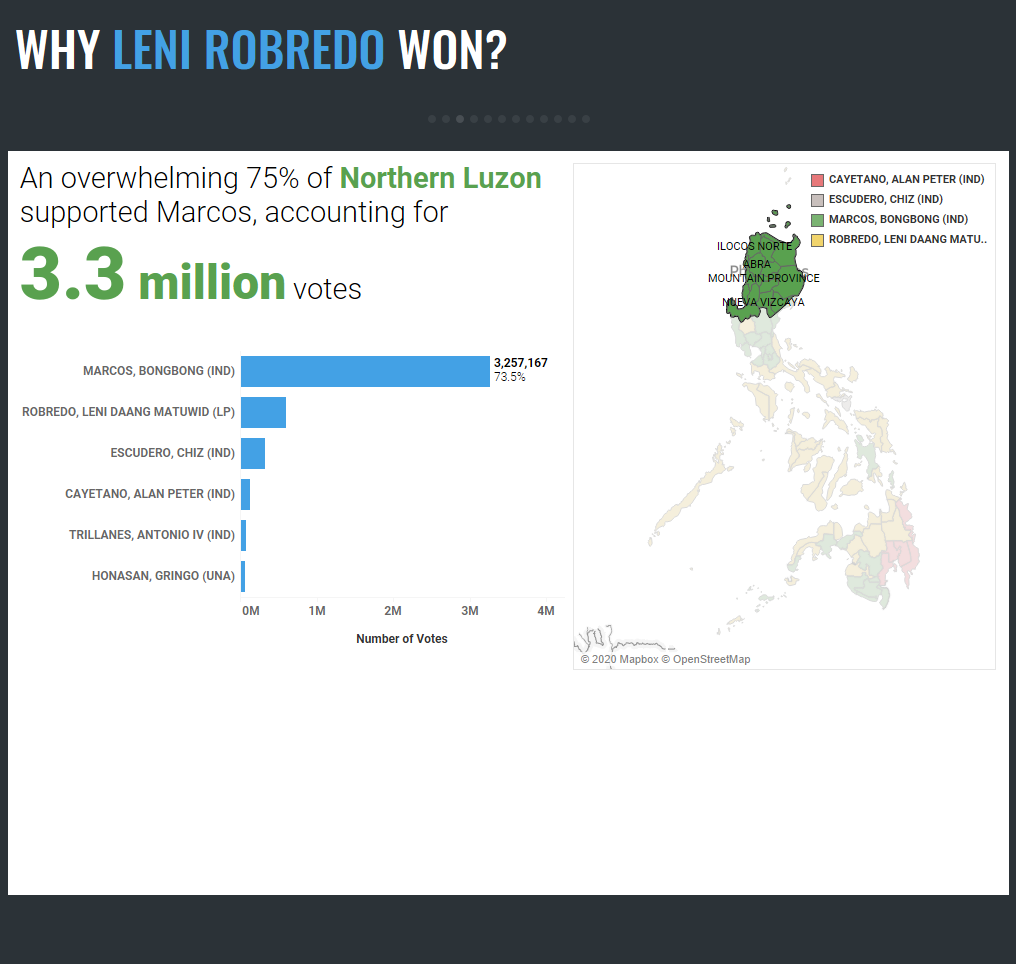 WHY LENI ROBREDO WON?
An overwhelming 75% of Northern Luzon
supported Marcos, accounting for
3.3 million votes
MARCOS, BONGBONG (IND)
3,257,167
73.5%
ROBREDO, LENI DAANG MATUWID (LP)
ESCUDERO, CHIZ (IND)
CAYETANO, ALAN PETER (IND)
TRILLANES, ANTONIO IV (IND)
HONASAN, GRINGO (UNA)
0M 1M 2M 3M 4M
Number of Votes
CAYETANO, ALAN PETER (IND)
ESCUDERO, CHIZ (IND)
MARCOS, BONGBONG (IND)
ROBREDO, LENI DAANG MATU..
ILOCOS NORTE
ABRA
MOUNTAIN PROVINCE
NUEVA VIZCAYA
© 2020 Mapbox © OpenStreetMap